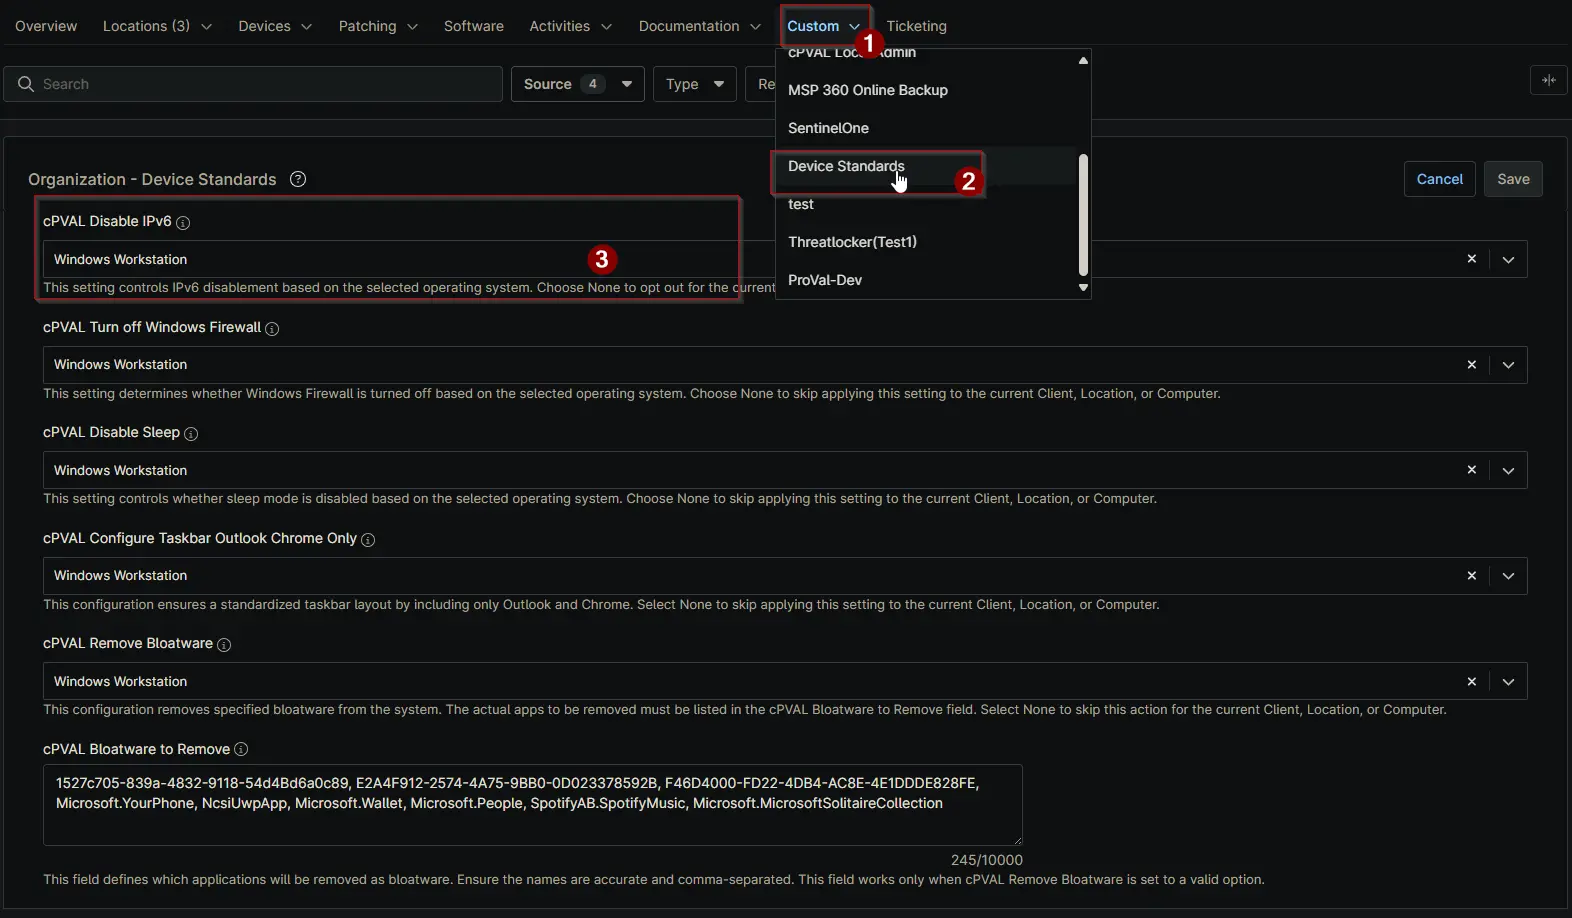 Overview Locations (3) Devices Patching Software Activities Documentation Custom Ticketing
1
Search Source 4 Type Re
cPVAL Local Admin
MSP 360 Online Backup
SentinelOne
Device Standards
2
test
Threatlocker(Test1)
ProVal-Dev
Organization - Device Standards
Cancel Save
cPVAL Disable IPv6
Windows Workstation
3
This setting controls IPv6 disablement based on the selected operating system. Choose None to opt out for the current
cPVAL Turn off Windows Firewall
Windows Workstation
This setting determines whether Windows Firewall is turned off based on the selected operating system. Choose None to skip applying this setting to the current Client, Location, or Computer.
cPVAL Disable Sleep
Windows Workstation
This setting controls whether sleep mode is disabled based on the selected operating system. Choose None to skip applying this setting to the current Client, Location, or Computer.
cPVAL Configure Taskbar Outlook Chrome Only
Windows Workstation
This configuration ensures a standardized taskbar layout by including only Outlook and Chrome. Select None to skip applying this setting to the current Client, Location, or Computer.
cPVAL Remove Bloatware
Windows Workstation
This configuration removes specified bloatware from the system. The actual apps to be removed must be listed in the cPVAL Bloatware to Remove field. Select None to skip this action for the current Client, Location, or Computer.
cPVAL Bloatware to Remove
1527c705-839a-4832-9118-54d4Bd6a0c89, E2A4F912-2574-4A75-9BB0-0D023378592B, F46D4000-FD22-4DB4-AC8E-4E1DDDE828FE,
Microsoft.YourPhone, NcsiUwpApp, Microsoft.Wallet, Microsoft.People, SpotifyAB.SpotifyMusic, Microsoft.MicrosoftSolitaireCollection
245/10000
This field defines which applications will be removed as bloatware. Ensure the names are accurate and comma-separated. This field works only when cPVAL Remove Bloatware is set to a valid option.